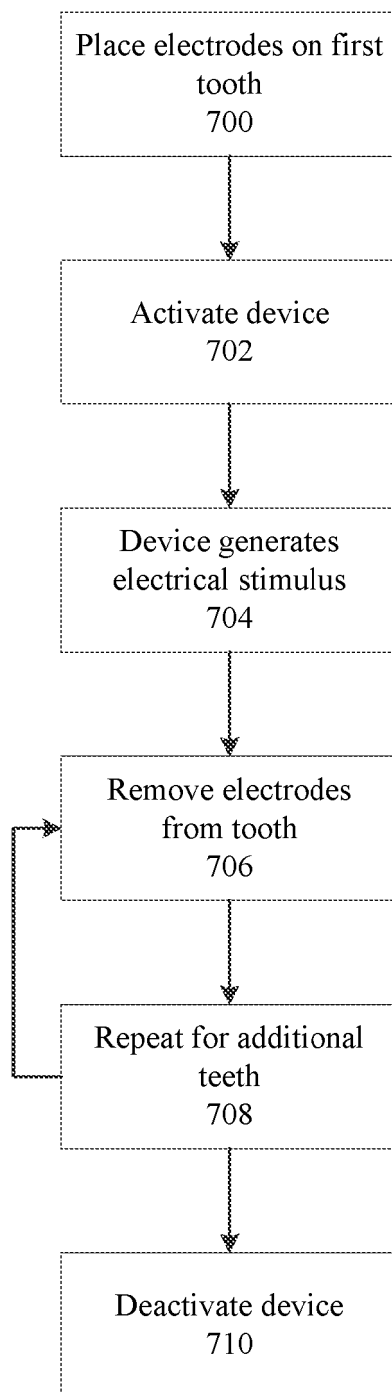 Place electrodes on first
tooth
700
Activate device
702
Device generates
electrical stimulus
704
Remove electrodes
from tooth
706
Repeat for additional
teeth
708
Deactivate device
710